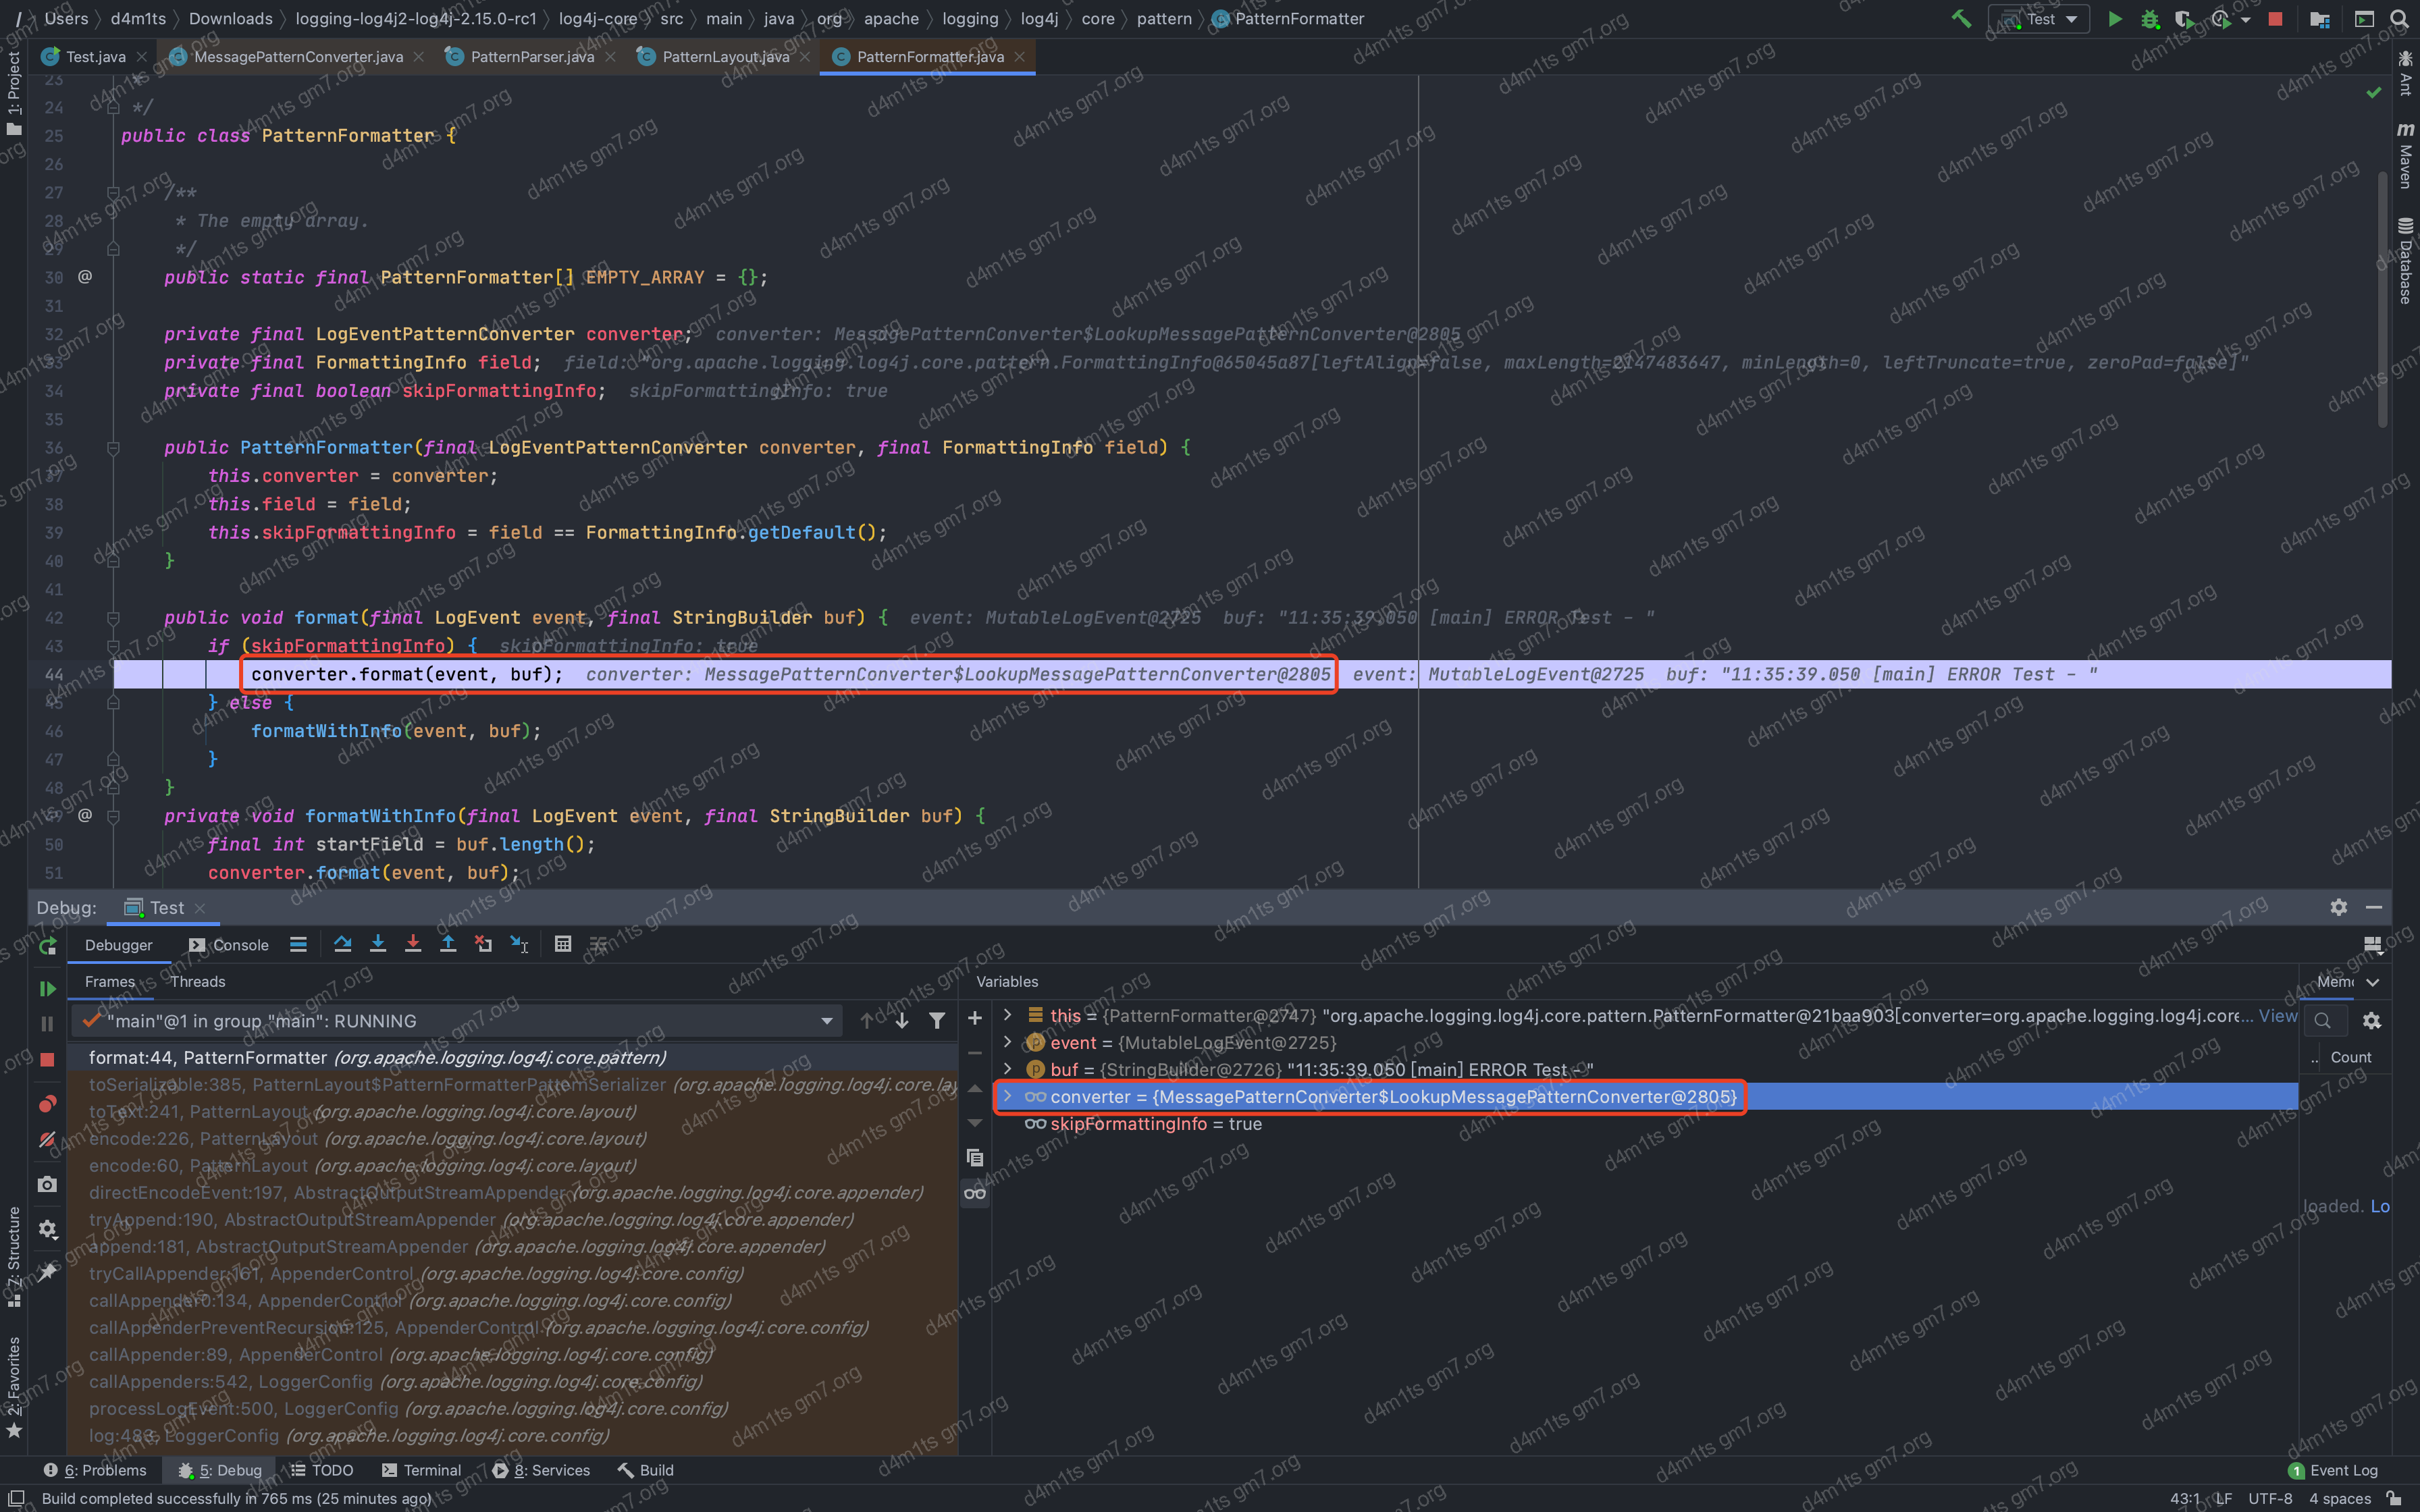 / Users › d4m1ts › Downloads › logging-log4j2-log4j-2.15.0-rc1 › log4j-core › src › main › java › org › apache › logging › log4j › core › pattern › PatternFormatter
Test
Test.java MessagePatternConverter.java PatternParser.java PatternLayout.java PatternFormatter.java
1: Project
Ant
Maven
Database
23 *
24 */
25 public class PatternFormatter {
26
27 /**
28 * The empty array.
29 */
30 @ public static final PatternFormatter[] EMPTY_ARRAY = {};
31
32 private final LogEventPatternConverter converter; converter: MessagePatternConverter$LookupMessagePatternConverter@2805
33 private final FormattingInfo field; field: "org.apache.logging.log4j.core.pattern.FormattingInfo@65045a87[leftAlign=false, maxLength=2147483647, minLength=0, leftTruncate=true, zeroPad=false]"
34 private final boolean skipFormattingInfo; skipFormattingInfo: true
35
36 public PatternFormatter(final LogEventPatternConverter converter, final FormattingInfo field) {
37 this.converter = converter;
38 this.field = field;
39 this.skipFormattingInfo = field == FormattingInfo.getDefault();
40 }
41
42 public void format(final LogEvent event, final StringBuilder buf) { event: MutableLogEvent@2725 buf: "11:35:39.050 [main] ERROR Test - "
43 if (skipFormattingInfo) { skipFormattingInfo: true
44 converter.format(event, buf); converter: MessagePatternConverter$LookupMessagePatternConverter@2805 event: MutableLogEvent@2725 buf: "11:35:39.050 [main] ERROR Test - "
45 } else {
46 formatWithInfo(event, buf);
47 }
48 }
49 @ private void formatWithInfo(final LogEvent event, final StringBuilder buf) {
50 final int startField = buf.length();
51 converter.format(event, buf);
Debug: Test
Debugger Console
Frames Threads
"main"@1 in group "main": RUNNING
format:44, PatternFormatter (org.apache.logging.log4j.core.pattern)
toSerializable:385, PatternLayout$PatternFormatterPatternSerializer (org.apache.logging.log4j.core.lay
toText:241, PatternLayout (org.apache.logging.log4j.core.layout)
encode:226, PatternLayout (org.apache.logging.log4j.core.layout)
encode:60, PatternLayout (org.apache.logging.log4j.core.layout)
directEncodeEvent:197, AbstractOutputStreamAppender (org.apache.logging.log4j.core.appender)
tryAppend:190, AbstractOutputStreamAppender (org.apache.logging.log4j.core.appender)
append:181, AbstractOutputStreamAppender (org.apache.logging.log4j.core.appender)
tryCallAppender:161, AppenderControl (org.apache.logging.log4j.core.config)
callAppender0:134, AppenderControl (org.apache.logging.log4j.core.config)
callAppenderPreventRecursion:125, AppenderControl (org.apache.logging.log4j.core.config)
callAppender:89, AppenderControl (org.apache.logging.log4j.core.config)
callAppenders:542, LoggerConfig (org.apache.logging.log4j.core.config)
processLogEvent:500, LoggerConfig (org.apache.logging.log4j.core.config)
log:483, LoggerConfig (org.apache.logging.log4j.core.config)
Variables
this = {PatternFormatter@2747} "org.apache.logging.log4j.core.pattern.PatternFormatter@21baa903[converter=org.apache.logging.log4j.core... View
event = {MutableLogEvent@2725}
buf = {StringBuilder@2726} "11:35:39.050 [main] ERROR Test - "
converter = {MessagePatternConverter$LookupMessagePatternConverter@2805}
skipFormattingInfo = true
Memo
.. Count
loaded. Lo
7: Structure
2: Favorites
6: Problems 5: Debug TODO Terminal 8: Services Build
1 Event Log
Build completed successfully in 765 ms (25 minutes ago)
43:1 LF UTF-8 4 spaces
d4m1ts gm7.org